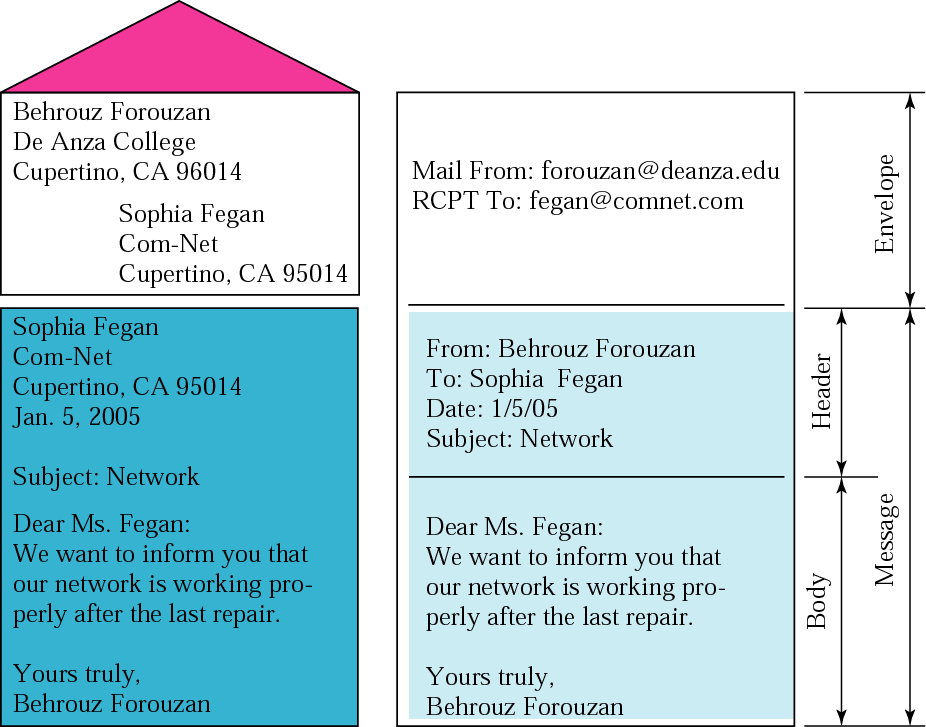 Behrouz Forouzan
De Anza College
Cupertino, CA 96014
Sophia Fegan
Com-Net
Cupertino, CA 95014
Sophia Fegan
Com-Net
Cupertino, CA 95014
Jan. 5, 2005
Subject: Network
Dear Ms. Fegan:
We want to inform you that
our network is working pro-
perly after the last repair.
Yours truly,
Behrouz Forouzan
Mail From: forouzan@deanza.edu
RCPT To: fegan@comnet.com
From: Behrouz Forouzan
To: Sophia Fegan
Date: 1/5/05
Subject: Network
Dear Ms. Fegan:
We want to inform you that
our network is working pro-
perly after the last repair.
Yours truly,
Behrouz Forouzan
Envelope
Header
Body
Message